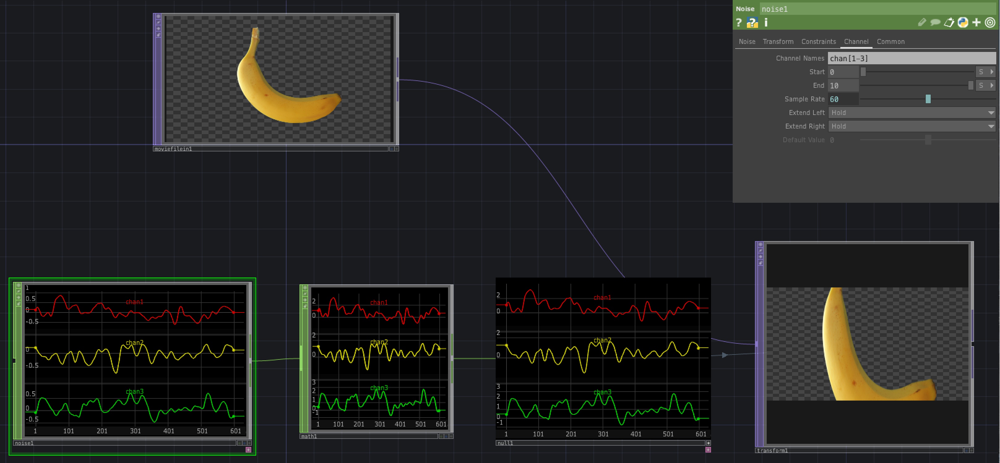 moviefilein1
Noise noise1
? ? i
Noise Transform Constraints Channel Common
Channel Names chan[1-3]
Start 0 S
End 10 S
Sample Rate 60
Extend Left Hold
Extend Right Hold
Default Value 0
1
0.5
0
-0.5
chan1
0
-0.5
chan2
0.5
0
-0.5
chan3
1 101 201 301 401 501 601
noise1
2
0
chan1
2
0
chan2
3
2
1
0
-1
chan3
1 101 201 301 401 501 601
math1
2
0
chan1
2
0
chan2
3
2
1
0
-1
chan3
1 101 201 301 401 501 601
null1
transform1